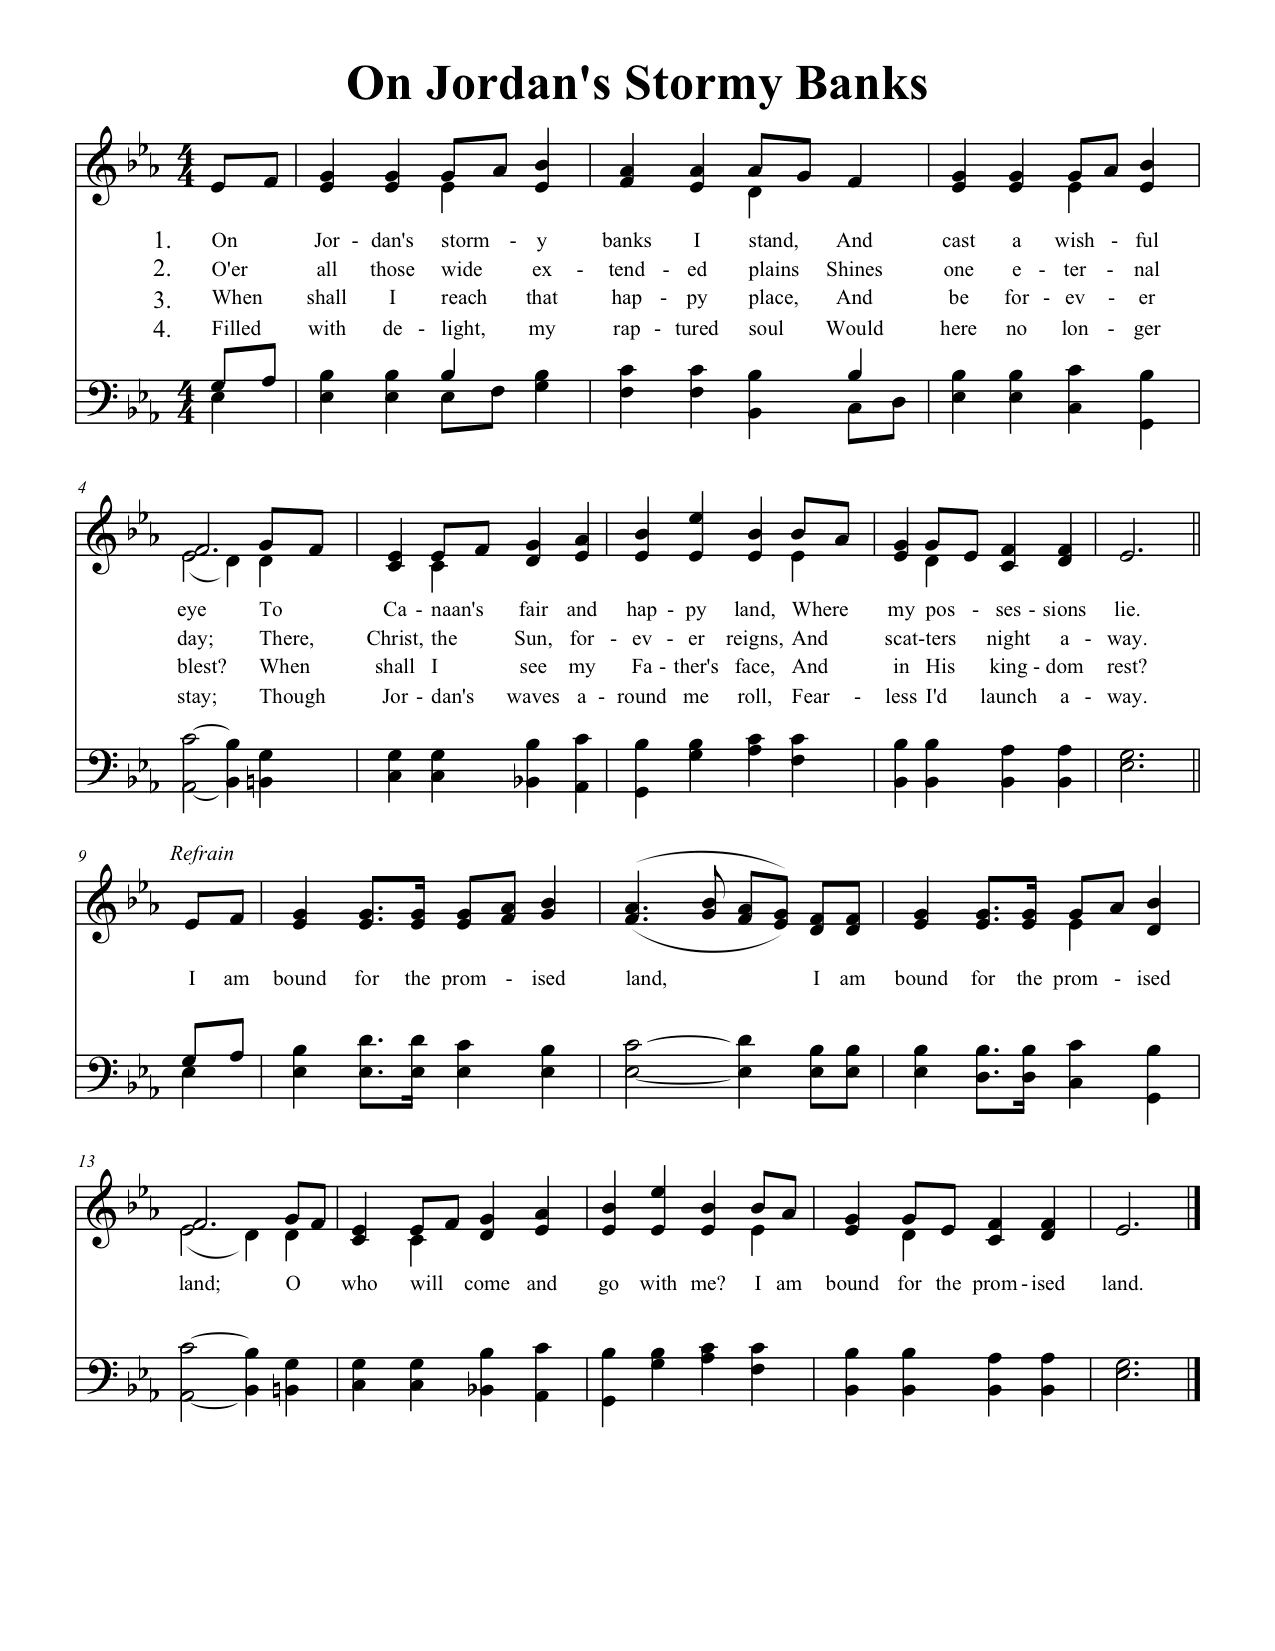 On Jordan's Stormy Banks
4
4
1. On Jor - dan's storm - y banks I stand, And cast a wish - ful
2. O'er all those wide ex - tend - ed plains Shines one e - ter - nal
3. When shall I reach that hap - py place, And be for - ev - er
4. Filled with de - light, my rap - tured soul Would here no lon - ger
4
4
4
eye To Ca - naan's fair and hap - py land, Where my pos - ses - sions lie.
day; There, Christ, the Sun, for - ev - er reigns, And scat-ters night a - way.
blest? When shall I see my Fa - ther's face, And in His king - dom rest?
stay; Though Jor - dan's waves a - round me roll, Fear - less I'd launch a - way.
9
Refrain
I am bound for the prom - ised land, I am bound for the prom - ised
13
land; O who will come and go with me? I am bound for the prom - ised land.